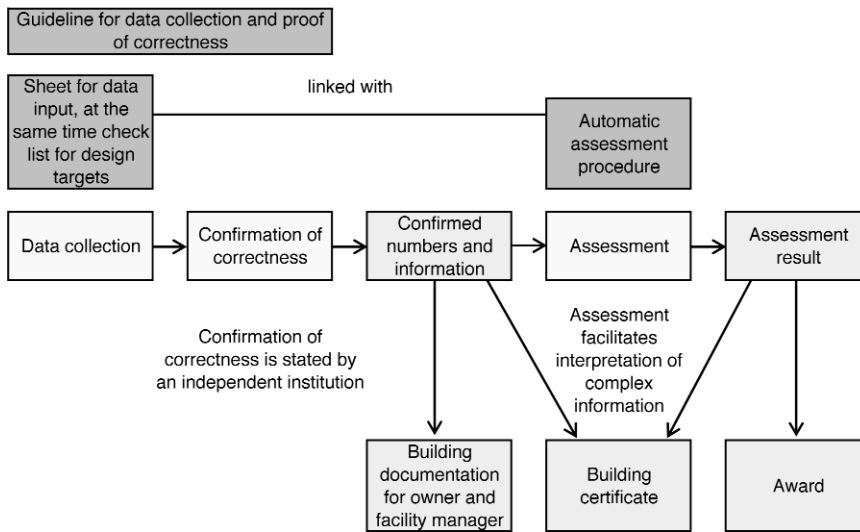 Guideline for data collection and proof
of correctness
Sheet for data
input, at the
same time check
list for design
targets
linked with
Automatic
assessment
procedure
Data collection
Confirmation of
correctness
Confirmed
numbers and
information
Assessment
Assessment
result
Confirmation of
correctness is stated by
an independent institution
Assessment
facilitates
interpretation of
complex
information
Building
documentation
for owner and
facility manager
Building
certificate
Award